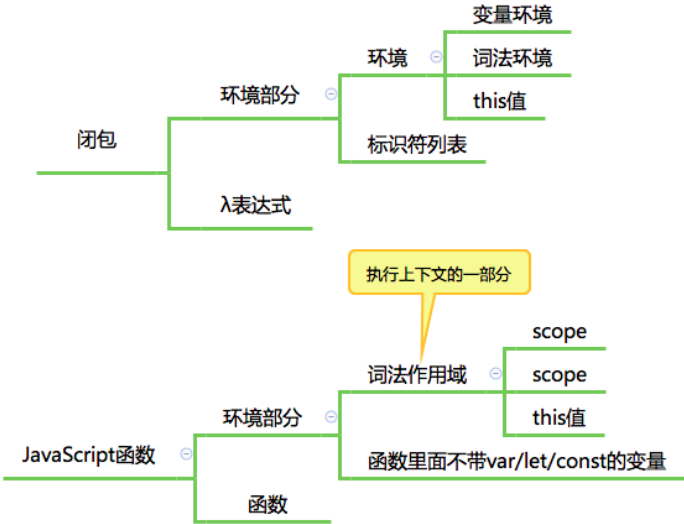 变量环境
环境
词法环境
环境部分
this值
闭包
标识符列表
λ表达式
执行上下文的一部分
scope
词法作用域
scope
环境部分
this值
JavaScript函数
函数里面不带var/let/const的变量
函数